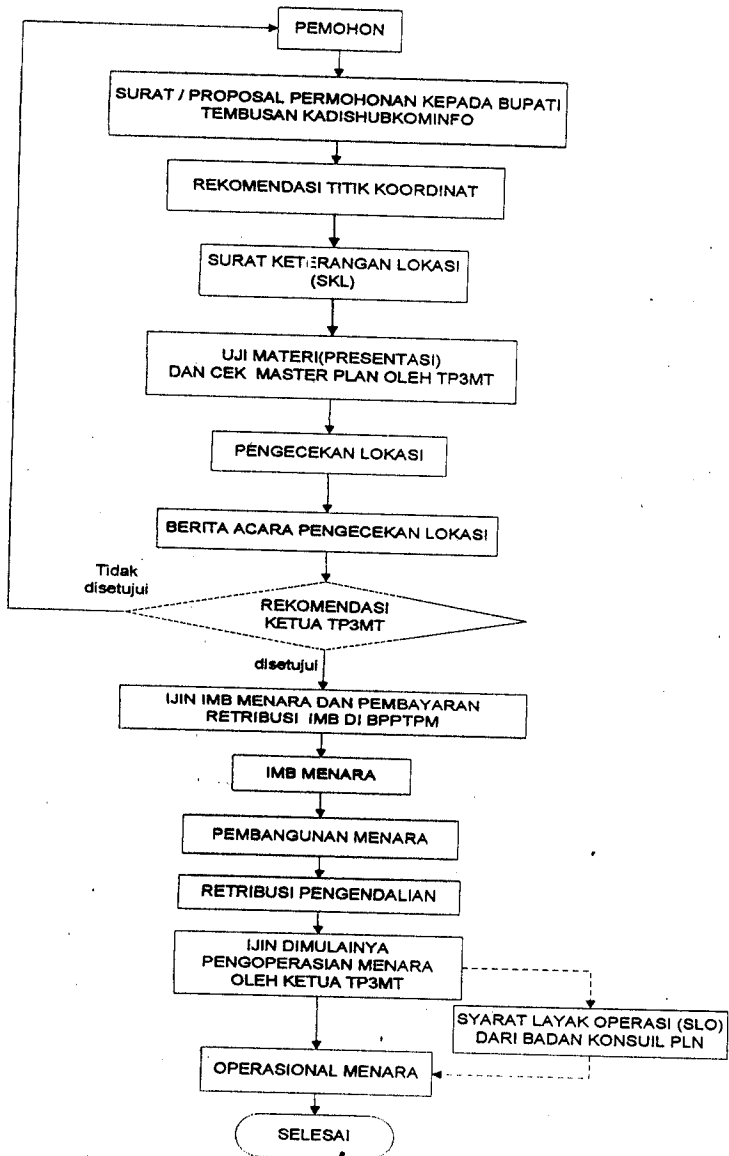 PEMOHON
SURAT / PROPOSAL PERMOHONAN KEPADA BUPATI
TEMBUSAN KADISHUBKOMINFO
REKOMENDASI TITIK KOORDINAT
SURAT KETERANGAN LOKASI
(SKL)
UJI MATERI(PRESENTASI)
DAN CEK MASTER PLAN OLEH TP3MT
PENGECEKAN LOKASI
BERITA ACARA PENGECEKAN LOKASI
Tidak
disetujui
REKOMENDASI
KETUA TP3MT
disetujui
IJIN IMB MENARA DAN PEMBAYARAN
RETRIBUSI IMB DI BPPTPM
IMB MENARA
PEMBANGUNAN MENARA
RETRIBUSI PENGENDALIAN
IJIN DIMULAINYA
PENGOPERASIAN MENARA
OLEH KETUA TP3MT
SYARAT LAYAK OPERASI (SLO)
DARI BADAN KONSUIL PLN
OPERASIONAL MENARA
SELESAI